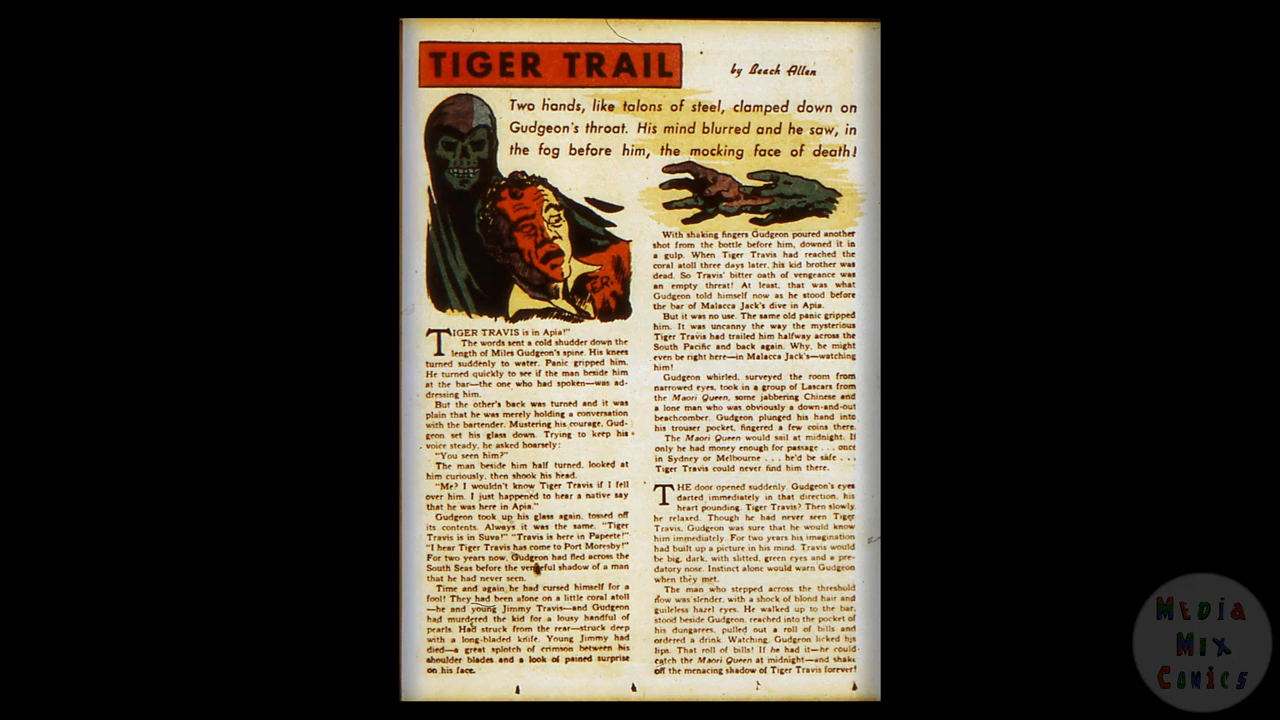 TIGER TRAIL
by Beach Allen
Two hands, like talons of steel, clamped down on
Gudgeon's throat. His mind blurred and he saw, in
the fog before him, the mocking face of death!
TIGER TRAVIS is in Apia!"
The words sent a cold shudder down the
length of Miles Gudgeon's spine. His knees
turned suddenly to water. Panic gripped him.
He turned quickly to see if the man beside him
at the bar—the one who had spoken—was ad-
dressing him.
But the other's back was turned and it was
plain that he was merely holding a conversation
with the bartender. Mustering his courage, Gud-
geon set his glass down. Trying to keep his
voice steady, he asked hoarsely:
"You seen him?"
The man beside him half turned, looked at
him curiously, then shook his head.
"Me? I wouldn't know Tiger Travis if I fell
over him. I just happened to hear a native say
that he was here in Apia."
Gudgeon took up his glass again, tossed off
its contents. Always it was the same. "Tiger
Travis is in Suva!" "Travis is here in Papeete!"
"I hear Tiger Travis has come to Port Moresby!"
For two years now, Gudgeon had fled across the
South Seas before the vengeful shadow of a man
that he had never seen.
Time and again he had cursed himself for a
fool! They had been alone on a little coral atoll
—he and young Jimmy Travis—and Gudgeon
had murdered the kid for a lousy handful of
pearls. Had struck from the rear—struck deep
with a long-bladed knife. Young Jimmy had
died—a great splotch of crimson between his
shoulder blades and a look of pained surprise
on his face.
With shaking fingers Gudgeon poured another
shot from the bottle before him, downed it in
a gulp. When Tiger Travis had reached the
coral atoll three days later, his kid brother was
dead. So Travis' bitter oath of vengeance was
an empty threat! At least, that was what
Gudgeon told himself now as he stood before
the bar of Malacca Jack's dive in Apia.
But it was no use. The same old panic gripped
him. It was uncanny the way the mysterious
Tiger Travis had trailed him halfway across the
South Pacific and back again. Why, he might
even be right here—in Malacca Jack's—watching
him!
Gudgeon whirled, surveyed the room from
narrowed eyes, took in a group of Lascars from
the Maori Queen, some jabbering Chinese and
a lone man who was obviously a down-and-out
beachcomber. Gudgeon plunged his hand into
his trouser pocket, fingered a few coins there.
The Maori Queen would sail at midnight. If
only he had money enough for passage . . . once
in Sydney or Melbourne . . . he'd be safe . . .
Tiger Travis could never find him there.
THE door opened suddenly. Gudgeon's eyes
darted immediately in that direction, his
heart pounding. Tiger Travis? Then slowly,
he relaxed. Though he had never seen Tiger
Travis, Gudgeon was sure that he would know
him immediately. For two years his imagination
had built up a picture in his mind. Travis would
be big, dark, with slitted, green eyes and a pre-
datory nose. Instinct alone would warn Gudgeon
when they met.
The man who stepped across the threshold
now was slender, with a shock of blond hair and
guileless hazel eyes. He walked up to the bar,
stood beside Gudgeon, reached into the pocket of
his dungarees, pulled out a roll of bills and
ordered a drink. Watching, Gudgeon licked his
lips. That roll of bills! If he had it—he could
catch the Maori Queen at midnight—and shake
off the menacing shadow of Tiger Travis forever!
MEDIA
MIX
COMICS